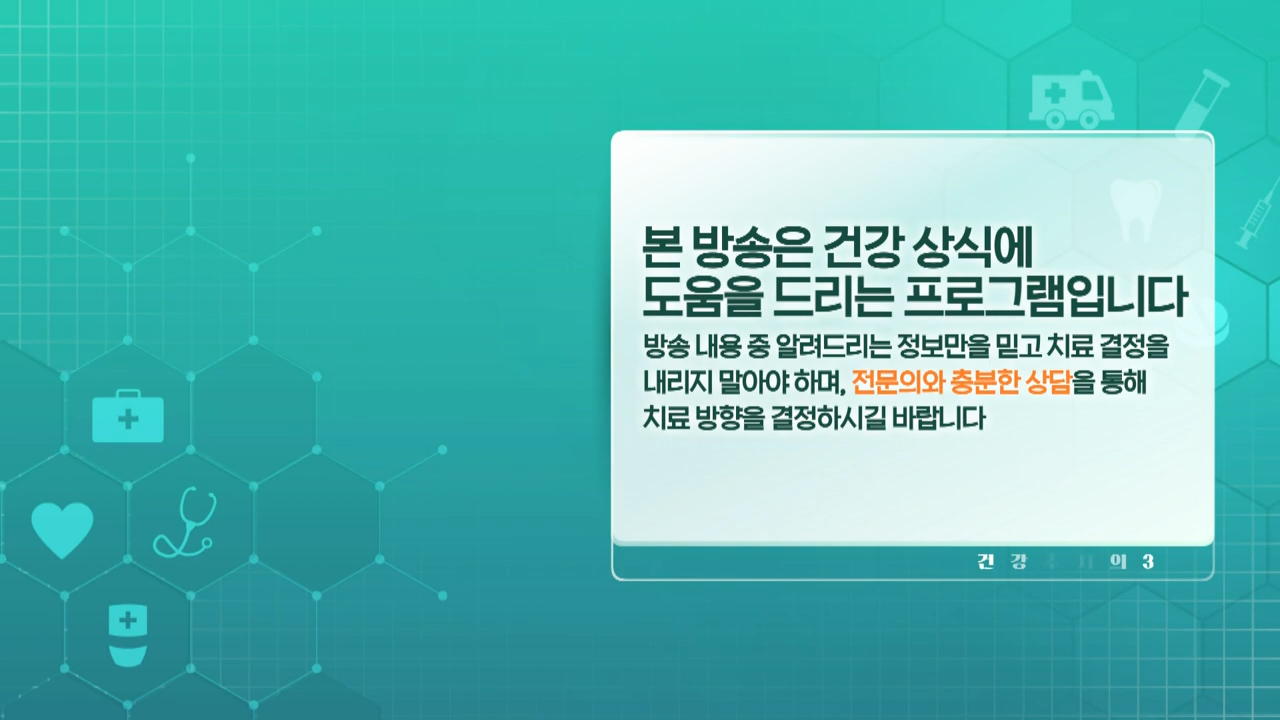 본 방송은 건강 상식에
도움을 드리는 프로그램입니다
방송 내용 중 알려드리는 정보만을 믿고 치료 결정을
내리지 말아야 하며, 전문의와 충분한 상담을 통해
치료 방향을 결정하시길 바랍니다
건 강 의 3